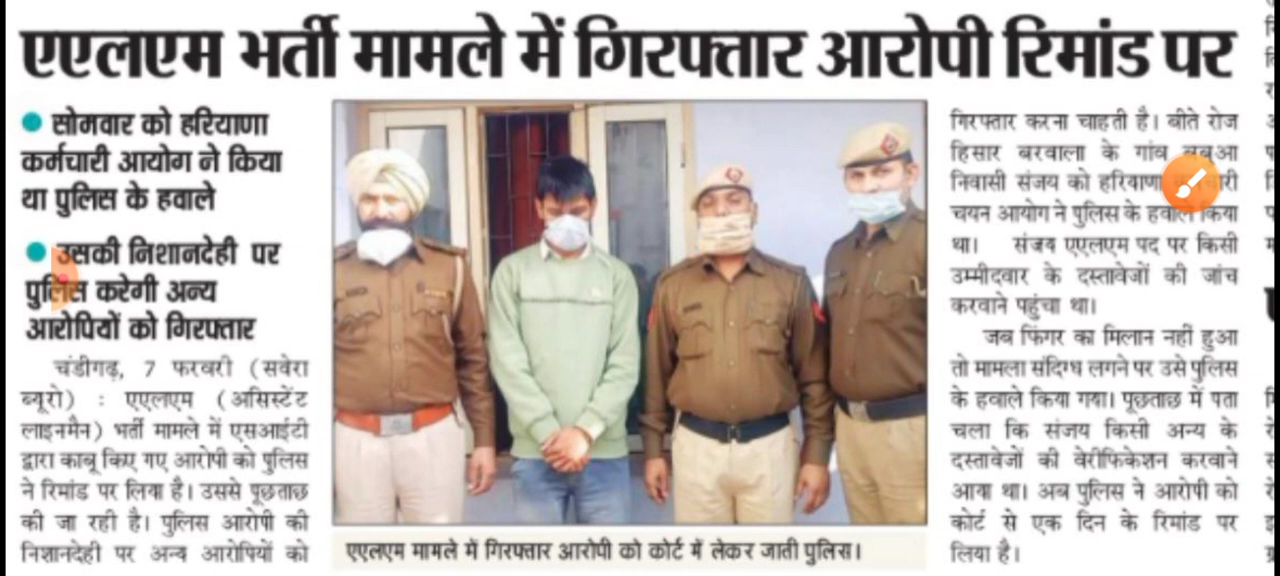 एएलएम भर्ती मामले में गिरफ्तार आरोपी रिमांड पर
सोमवार को हरियाणा
कर्मचारी आयोग ने किया
था पुलिस के हवाले
उसकी निशानदेही पर
पुलिस करेगी अन्य
आरोपियों को गिरफ्तार
चंडीगढ़, 7 फरवरी (सवेरा
ब्यूरो) : एएलएम (असिस्टेंट
लाइनमैन) भर्ती मामले में एसआईटी
द्वारा काबू किए गए आरोपी को पुलिस
ने रिमांड पर लिया है। उससे पूछताछ
की जा रही है। पुलिस आरोपी की
निशानदेही पर अन्य आरोपियों को
एएलएम मामले में गिरफ्तार आरोपी को कोर्ट में लेकर जाती पुलिस।
गिरफ्तार करना चाहती है। बीते रोज
हिसार बरवाला के गांव
निवासी संजय को हरियाणा
चयन आयोग ने पुलिस के हवाले किया
था। संजय एएलएम पद पर किसी
उम्मीदवार के दस्तावेजों की जांच
करवाने पहुंचा था।
जब फिंगर का मिलान नहीं हुआ
तो मामला संदिग्ध लगने पर उसे पुलिस
के हवाले किया गया। पूछताछ में पता
चला कि संजय किसी अन्य के
दस्तावेजों की वेरीफिकेशन करवाने
आया था। अब पुलिस ने आरोपी को
कोर्ट से एक दिन के रिमांड पर
लिया है।